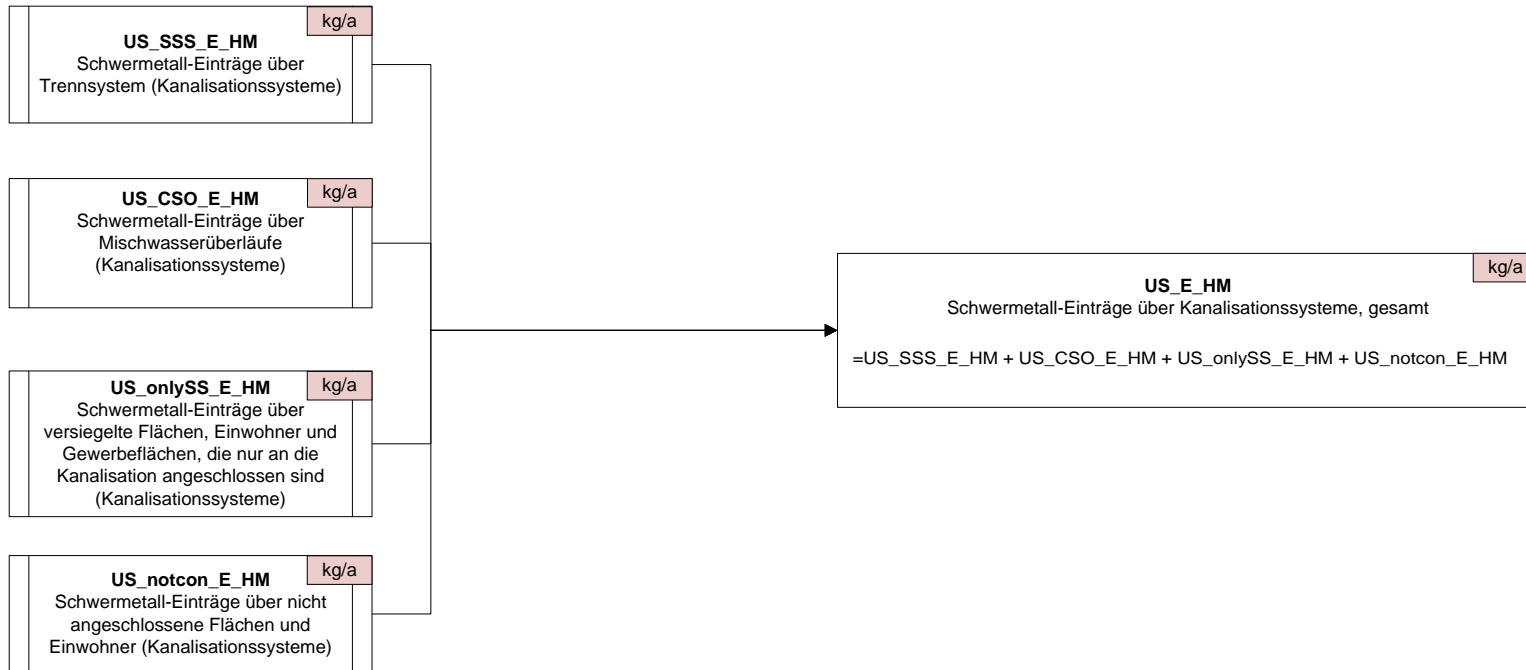 kg/a
US_SSS_E_HM
Schwermetall-Einträge über
Trennsystem (Kanalisationssysteme)
kg/a
US_CSO_E_HM
Schwermetall-Einträge über
Mischwasserüberläufe
(Kanalisationssysteme)
kg/a
US_onlySS_E_HM
Schwermetall-Einträge über
versiegelte Flächen, Einwohner und
Gewerbeflächen, die nur an die
Kanalisation angeschlossen sind
(Kanalisationssysteme)
kg/a
US_notcon_E_HM
Schwermetall-Einträge über nicht
angeschlossene Flächen und
Einwohner (Kanalisationssysteme)
kg/a
US_E_HM
Schwermetall-Einträge über Kanalisationssysteme, gesamt
=US_SSS_E_HM + US_CSO_E_HM + US_onlySS_E_HM + US_notcon_E_HM